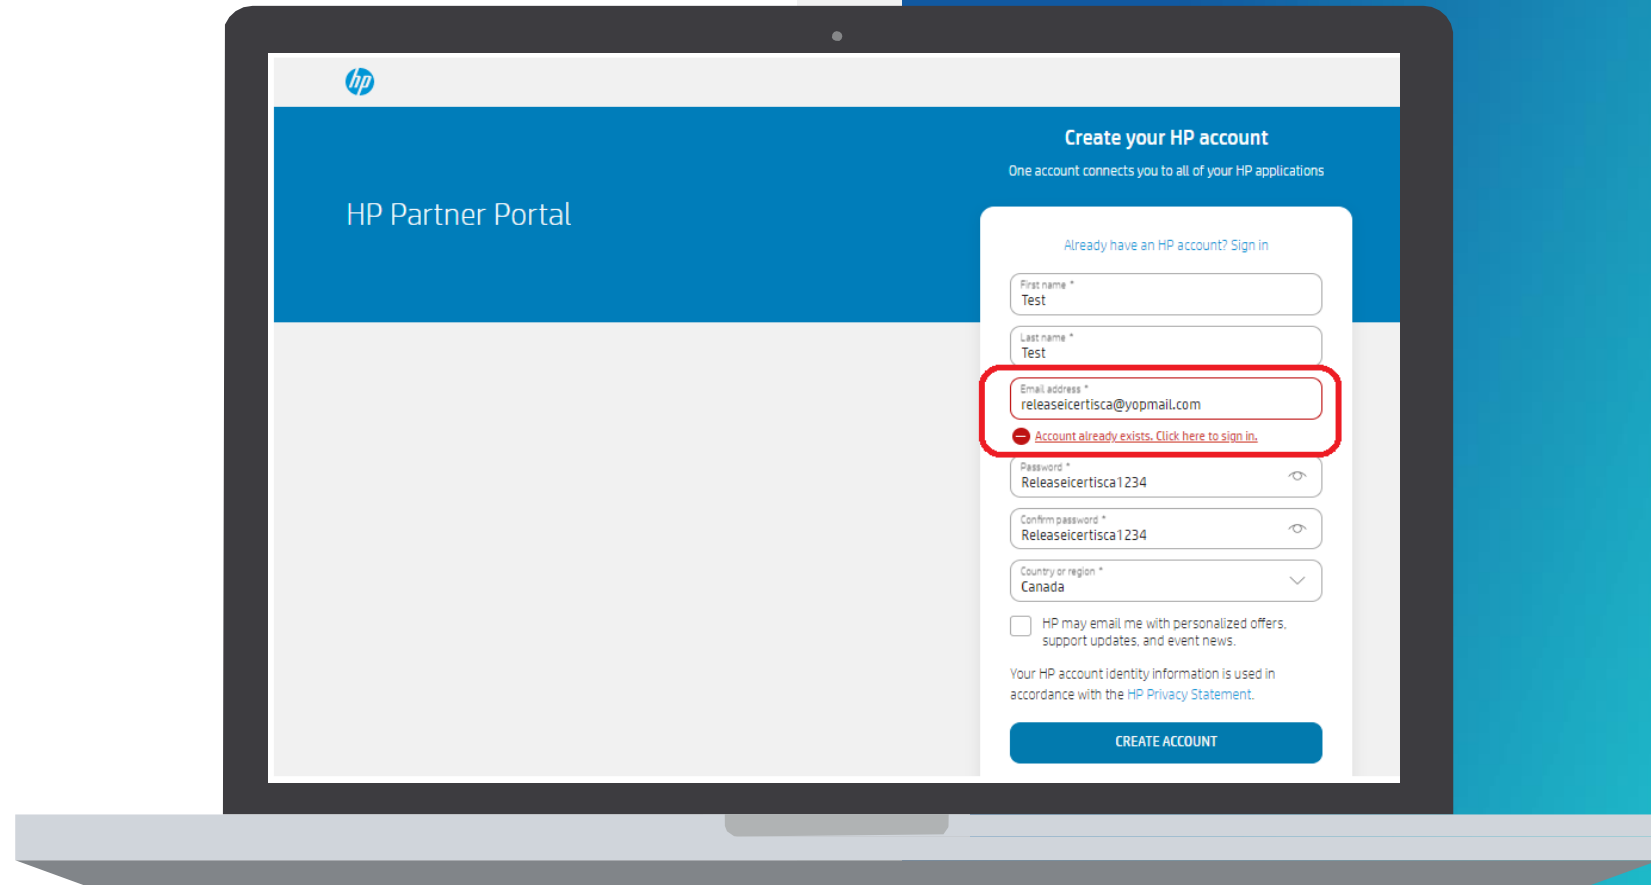 hp
Create your HP account
One account connects you to all of your HP applications
HP Partner Portal
Already have an HP account? Sign in
First name *
Test
Last name *
Test
Email address *
releaseicertisca@yopmail.com
Account already exists. Click here to sign in.
Password *
Releaseicertisca1234
Confirm password *
Releaseicertisca1234
Country or region *
Canada
HP may email me with personalized offers,
support updates, and event news.
Your HP account identity information is used in
accordance with the HP Privacy Statement.
CREATE ACCOUNT